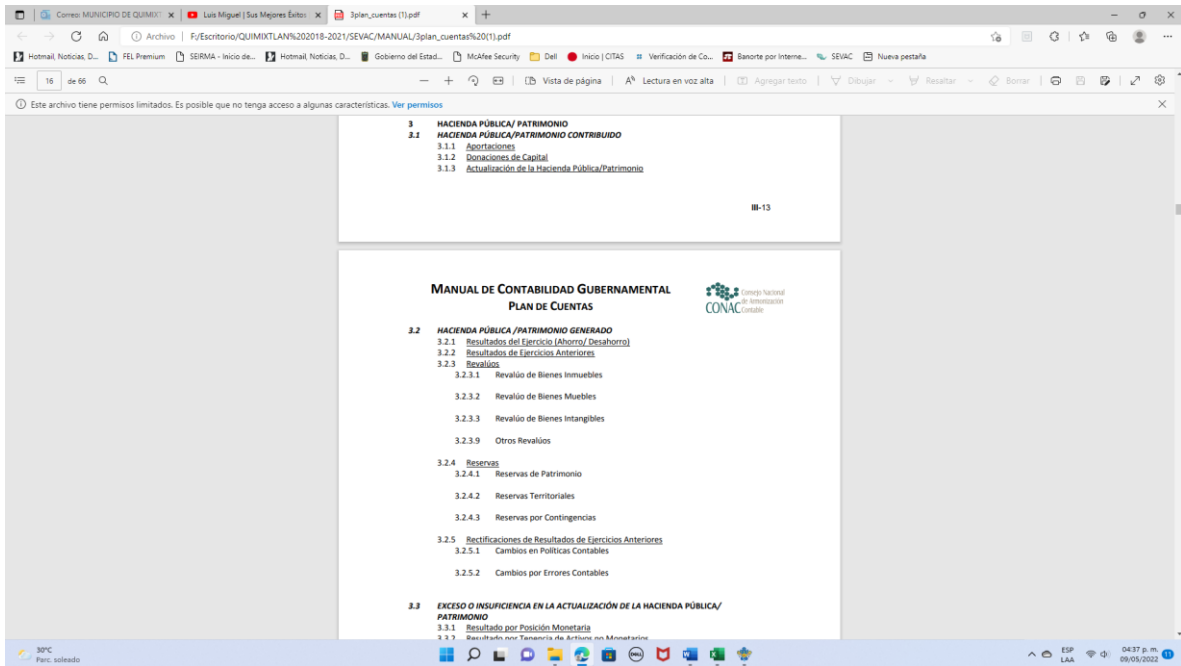 Correo: MUNICIPIO DE QUIMIXT
Luis Miguel | Sus Mejores Éxitos
3plan_cuentas (1).pdf
Archivo | F:/Escritorio/QUIMIXTLAN%202018-2021/SEVAC/MANUAL/3plan_cuentas%20(1).pdf
Hotmail, Noticias, D... FEL Premium SEIRMA - Inicio de... Hotmail, Noticias, D... Gobierno del Estad... McAfee Security Dell Inicio | CITAS Verificación de Co... Banorte por Interne... SEVAC Nueva pestaña
16 de 66 Vista de página Lectura en voz alta Agregar texto Dibujar Resaltar Borrar
Este archivo tiene permisos limitados. Es posible que no tenga acceso a algunas características. Ver permisos
3 HACIENDA PÚBLICA/ PATRIMONIO
3.1 HACIENDA PÚBLICA/PATRIMONIO CONTRIBUIDO
3.1.1 Aportaciones
3.1.2 Donaciones de Capital
3.1.3 Actualización de la Hacienda Pública/Patrimonio
III-13
MANUAL DE CONTABILIDAD GUBERNAMENTAL
PLAN DE CUENTAS
CONAC
Consejo Nacional
de Armonización
Contable
3.2 HACIENDA PÚBLICA /PATRIMONIO GENERADO
3.2.1 Resultados del Ejercicio (Ahorro/ Desahorro)
3.2.2 Resultados de Ejercicios Anteriores
3.2.3 Revalúos
3.2.3.1 Revalúo de Bienes Inmuebles
3.2.3.2 Revalúo de Bienes Muebles
3.2.3.3 Revalúo de Bienes Intangibles
3.2.3.9 Otros Revalúos
3.2.4 Reservas
3.2.4.1 Reservas de Patrimonio
3.2.4.2 Reservas Territoriales
3.2.4.3 Reservas por Contingencias
3.2.5 Rectificaciones de Resultados de Ejercicios Anteriores
3.2.5.1 Cambios en Políticas Contables
3.2.5.2 Cambios por Errores Contables
3.3 EXCESO O INSUFICIENCIA EN LA ACTUALIZACIÓN DE LA HACIENDA PÚBLICA/
PATRIMONIO
3.3.1 Resultado por Posición Monetaria
3.3.2 Resultado por Tenencia de Activos no Monetarios
30°C
Parc. soleado
DELL
ESP
LAA
04:37 p. m.
09/05/2022
11